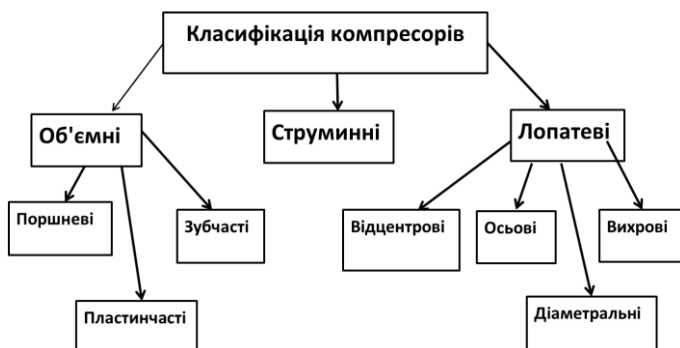 Класифікація компресорів
Об'ємні
Струминні
Лопатеві
Поршневі
Зубчасті
Відцентрові
Осьові
Вихрові
Пластинчасті
Діаметральні